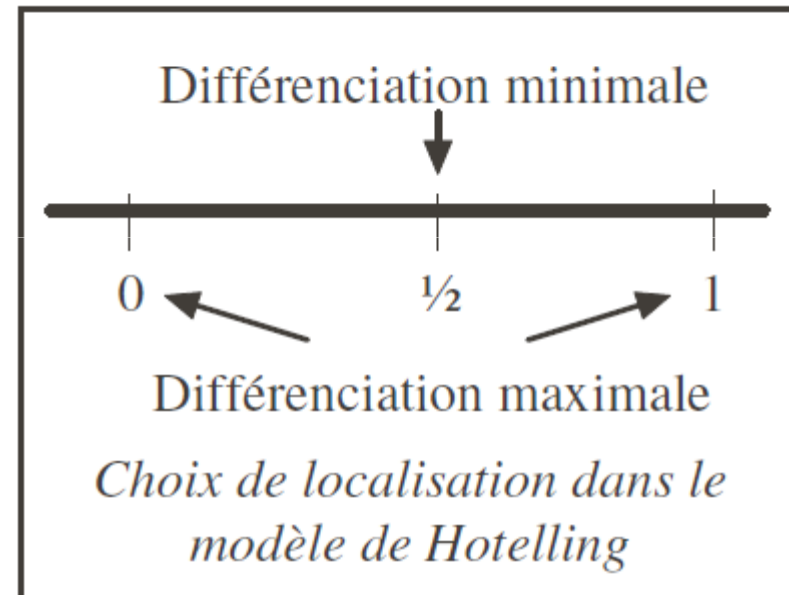 Différenciation minimale
0 ½ 1
Différenciation maximale
Choix de localisation dans le
modèle de Hotelling